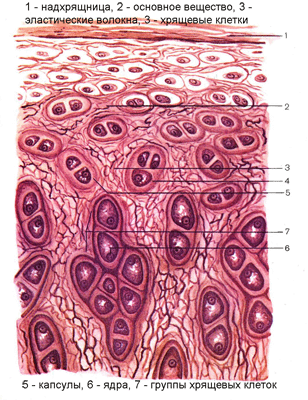 1 - надхрящница, 2 - основное вещество, 3 -
эластические волокна, 3 - хрящевые клетки
1
2
3
4
5
7
6
5 - капсулы, 6 - ядра, 7 - группы хрящевых клеток